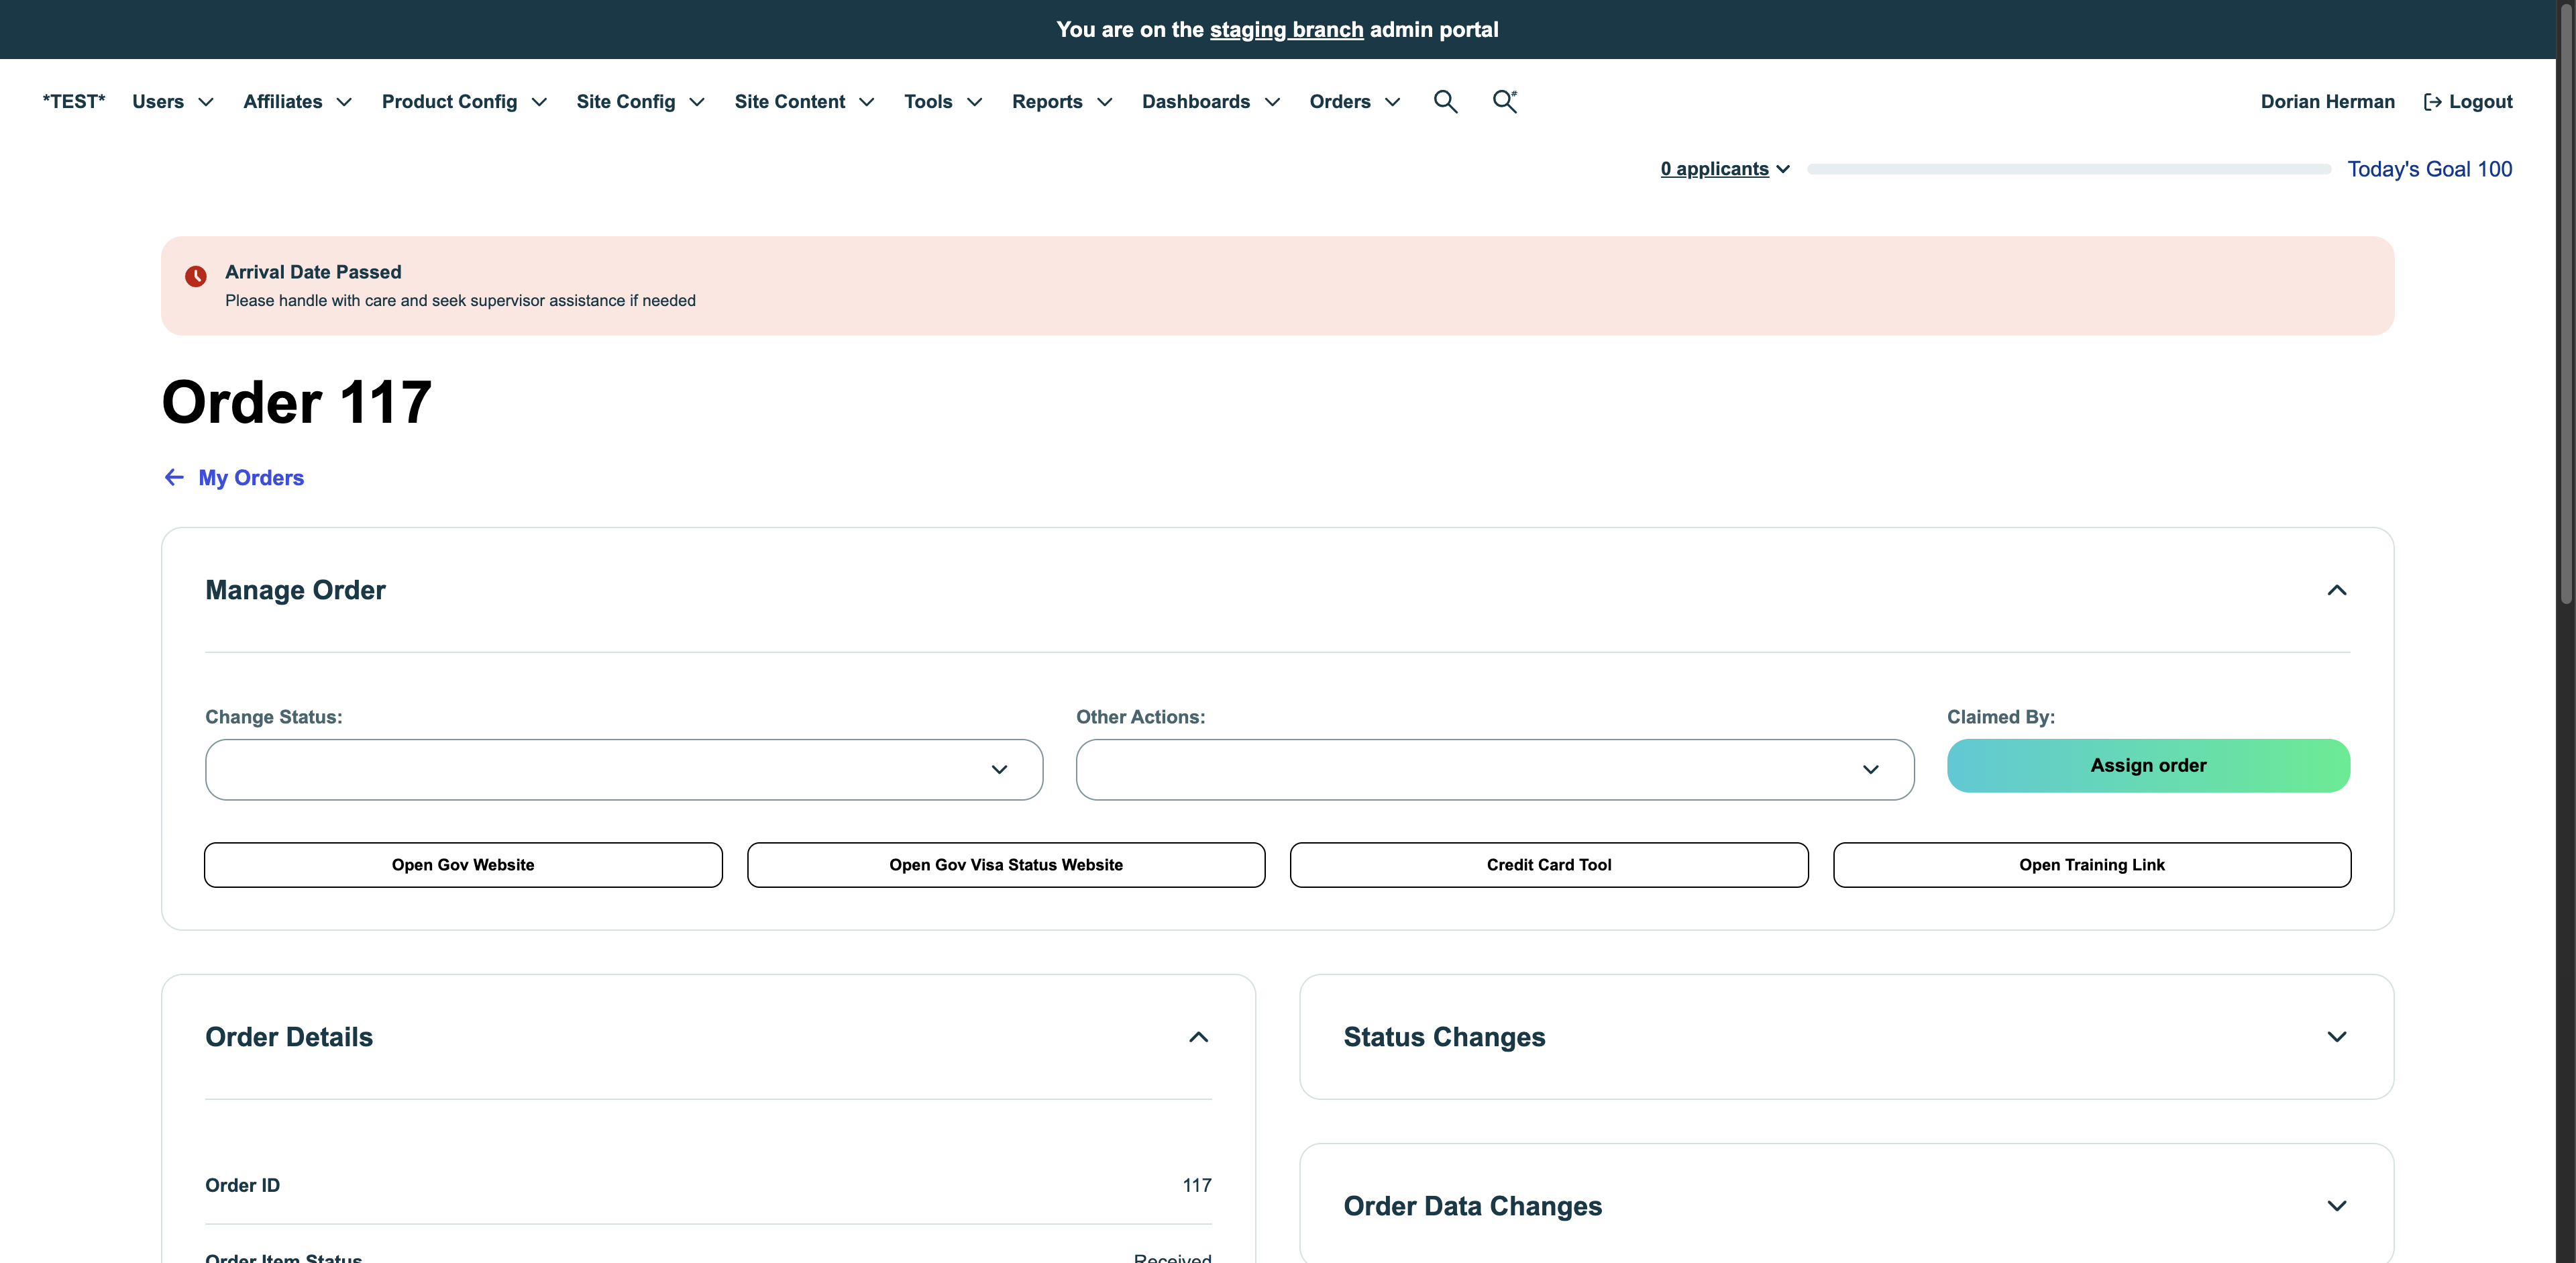 You are on the staging branch admin portal
*TEST* Users Affiliates Product Config Site Config Site Content Tools Reports Dashboards Orders Dorian Herman Logout
0 applicants Today's Goal 100
Arrival Date Passed
Please handle with care and seek supervisor assistance if needed
Order 117
My Orders
Manage Order
Change Status: Other Actions: Claimed By:
Assign order
Open Gov Website Open Gov Visa Status Website Credit Card Tool Open Training Link
Order Details
Order ID 117
Order Item Status Received
Status Changes
Order Data Changes